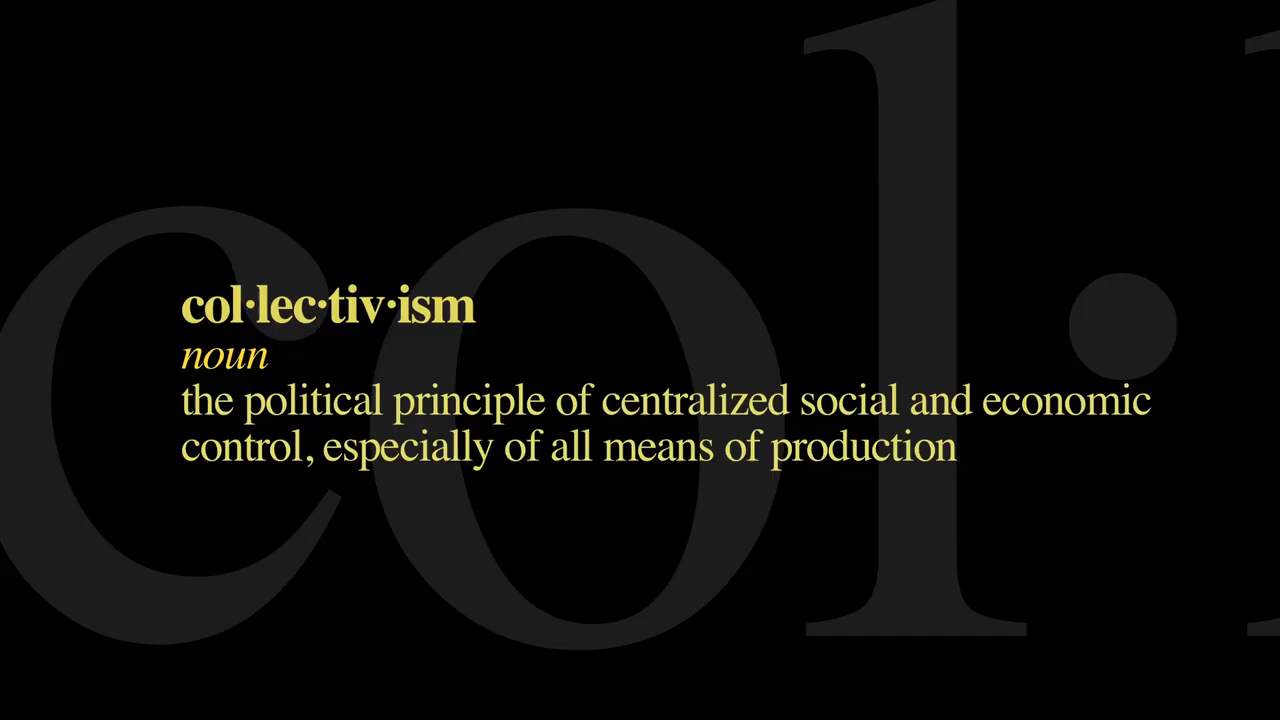 col·l
col·lec·tiv·ism
noun
the political principle of centralized social and economic
control, especially of all means of production